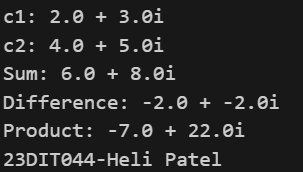 c1: 2.0 + 3.0i
c2: 4.0 + 5.0i
Sum: 6.0 + 8.0i
Difference: -2.0 + -2.0i
Product: -7.0 + 22.0i
23DIT044-Heli Patel